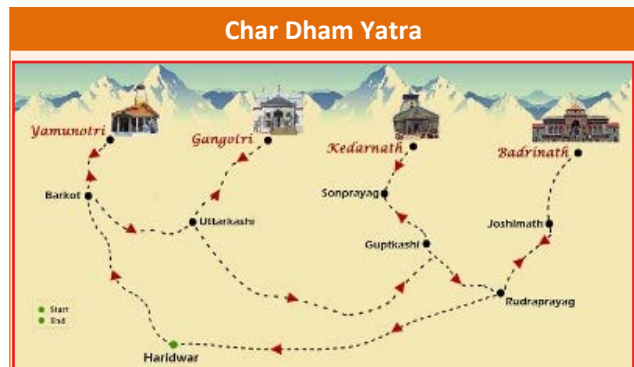 Char Dham Yatra
Yamunotri
Gangotri
Kedarnath
Badrinath
Barkot
Uttarkashi
Sonprayag
Guptkashi
Joshimath
Rudraprayag
Start
End
Haridwar